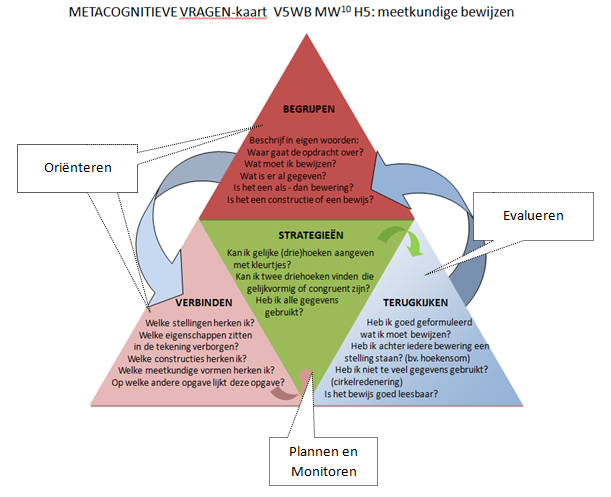 METACOGNITIEVE VRAGEN-kaart V5WB MW10 H5: meetkundige bewijzen
BEGRIJPEN
Beschrijf in eigen woorden:
Waar gaat de opdracht over?
Wat moet ik bewijzen?
Wat is er al gegeven?
Is het een als - dan bewering?
Is het een constructie of een bewijs?
Oriënteren
Evalueren
STRATEGIEËN
Kan ik gelijke (drie)hoeken aangeven
met kleurtjes?
Kan ik twee driehoeken vinden die
gelijkvormig of congruent zijn?
Heb ik alle gegevens
gebruikt?
VERBINDEN
Welke stellingen herken ik?
Welke eigenschappen zitten
in de tekening verborgen?
Welke constructies herken ik?
Welke meetkundige vormen herken ik?
Op welke andere opgave lijkt deze opgave?
TERUGKIJKEN
Heb ik goed geformuleerd
wat ik moet bewijzen?
Heb ik achter iedere bewering een
stelling staan? (bv. hoekensom)
Heb ik niet te veel gegevens gebruikt?
(cirkelredenering)
Is het bewijs goed leesbaar?
Plannen en
Monitoren